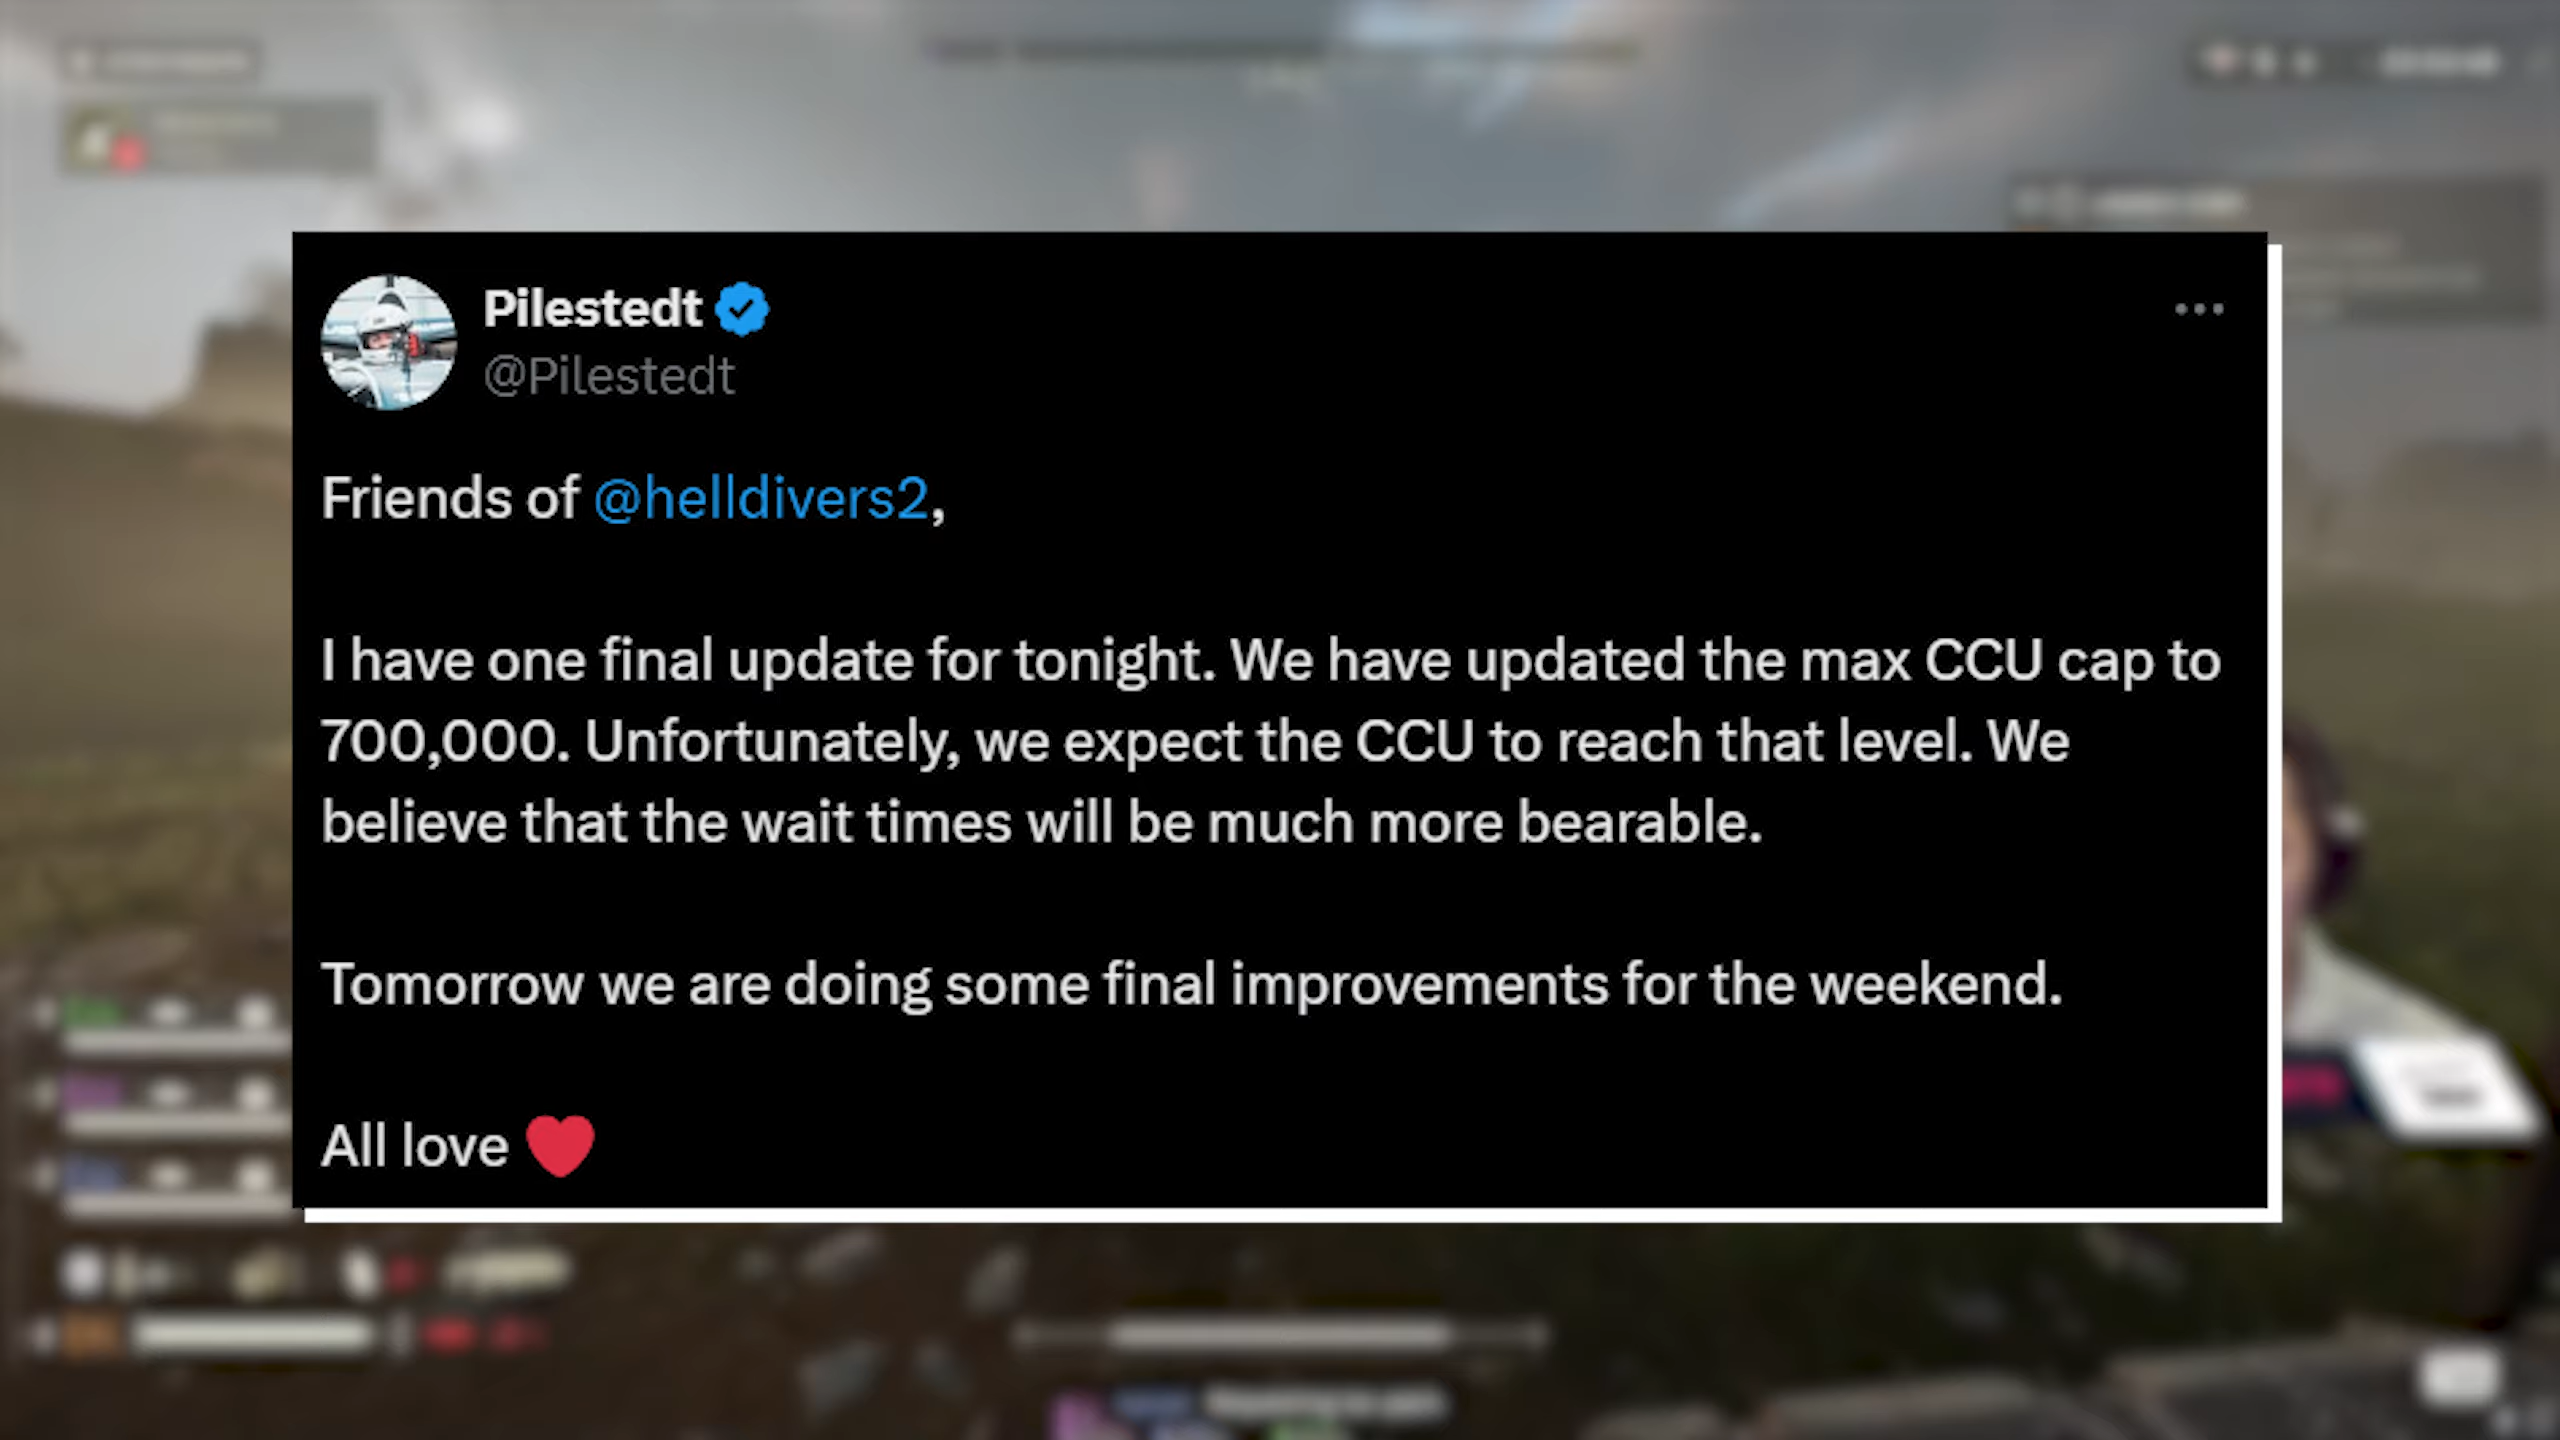 Pilestedt
@Pilestedt
Friends of @helldivers2,
I have one final update for tonight. We have updated the max CCU cap to
700,000. Unfortunately, we expect the CCU to reach that level. We
believe that the wait times will be much more bearable.
Tomorrow we are doing some final improvements for the weekend.
All love ❤️